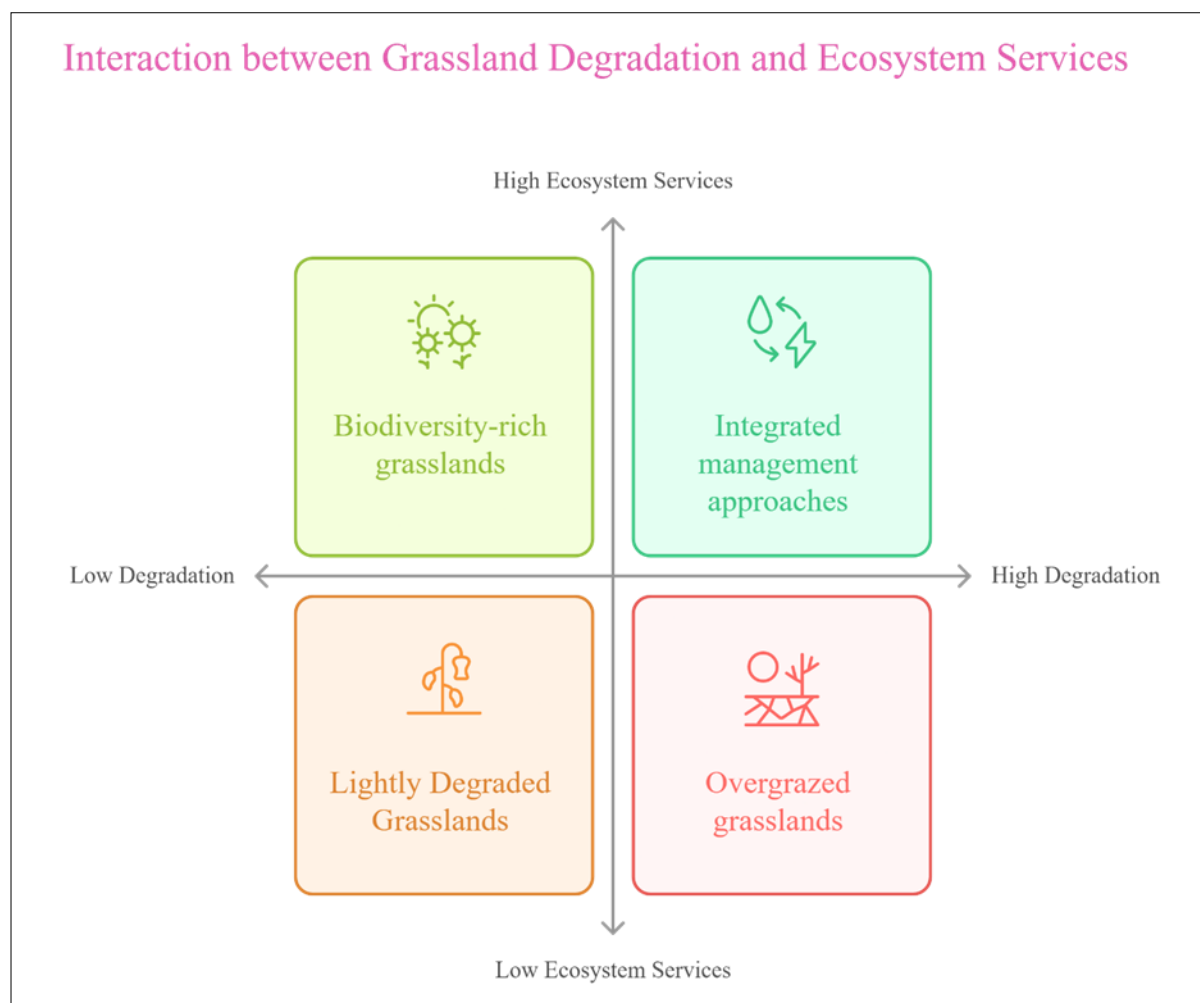 Interaction between Grassland Degradation and Ecosystem Services
High Ecosystem Services
Biodiversity-rich
grasslands
Integrated
management
approaches
Low Degradation
High Degradation
Lightly Degraded
Grasslands
Overgrazed
grasslands
Low Ecosystem Services